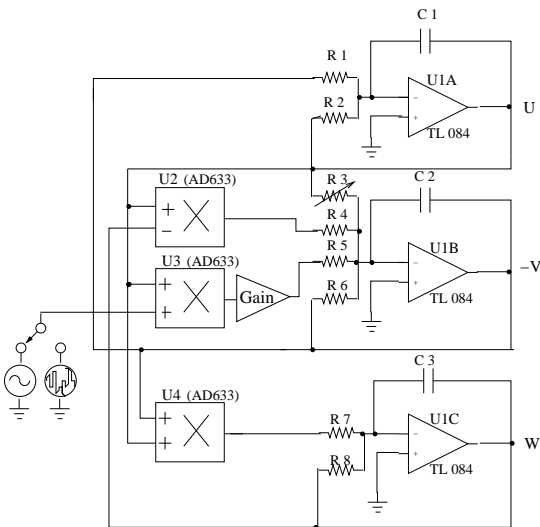 C 1
R 1
U1A
R 2
TL 084
U
U2 (AD633)
R 3
C 2
R 4
U1B
U3 (AD633)
R 5
−V
Gain
R 6
TL 084
C 3
U4 (AD633)
R 7
U1C
W
R 8
TL 084